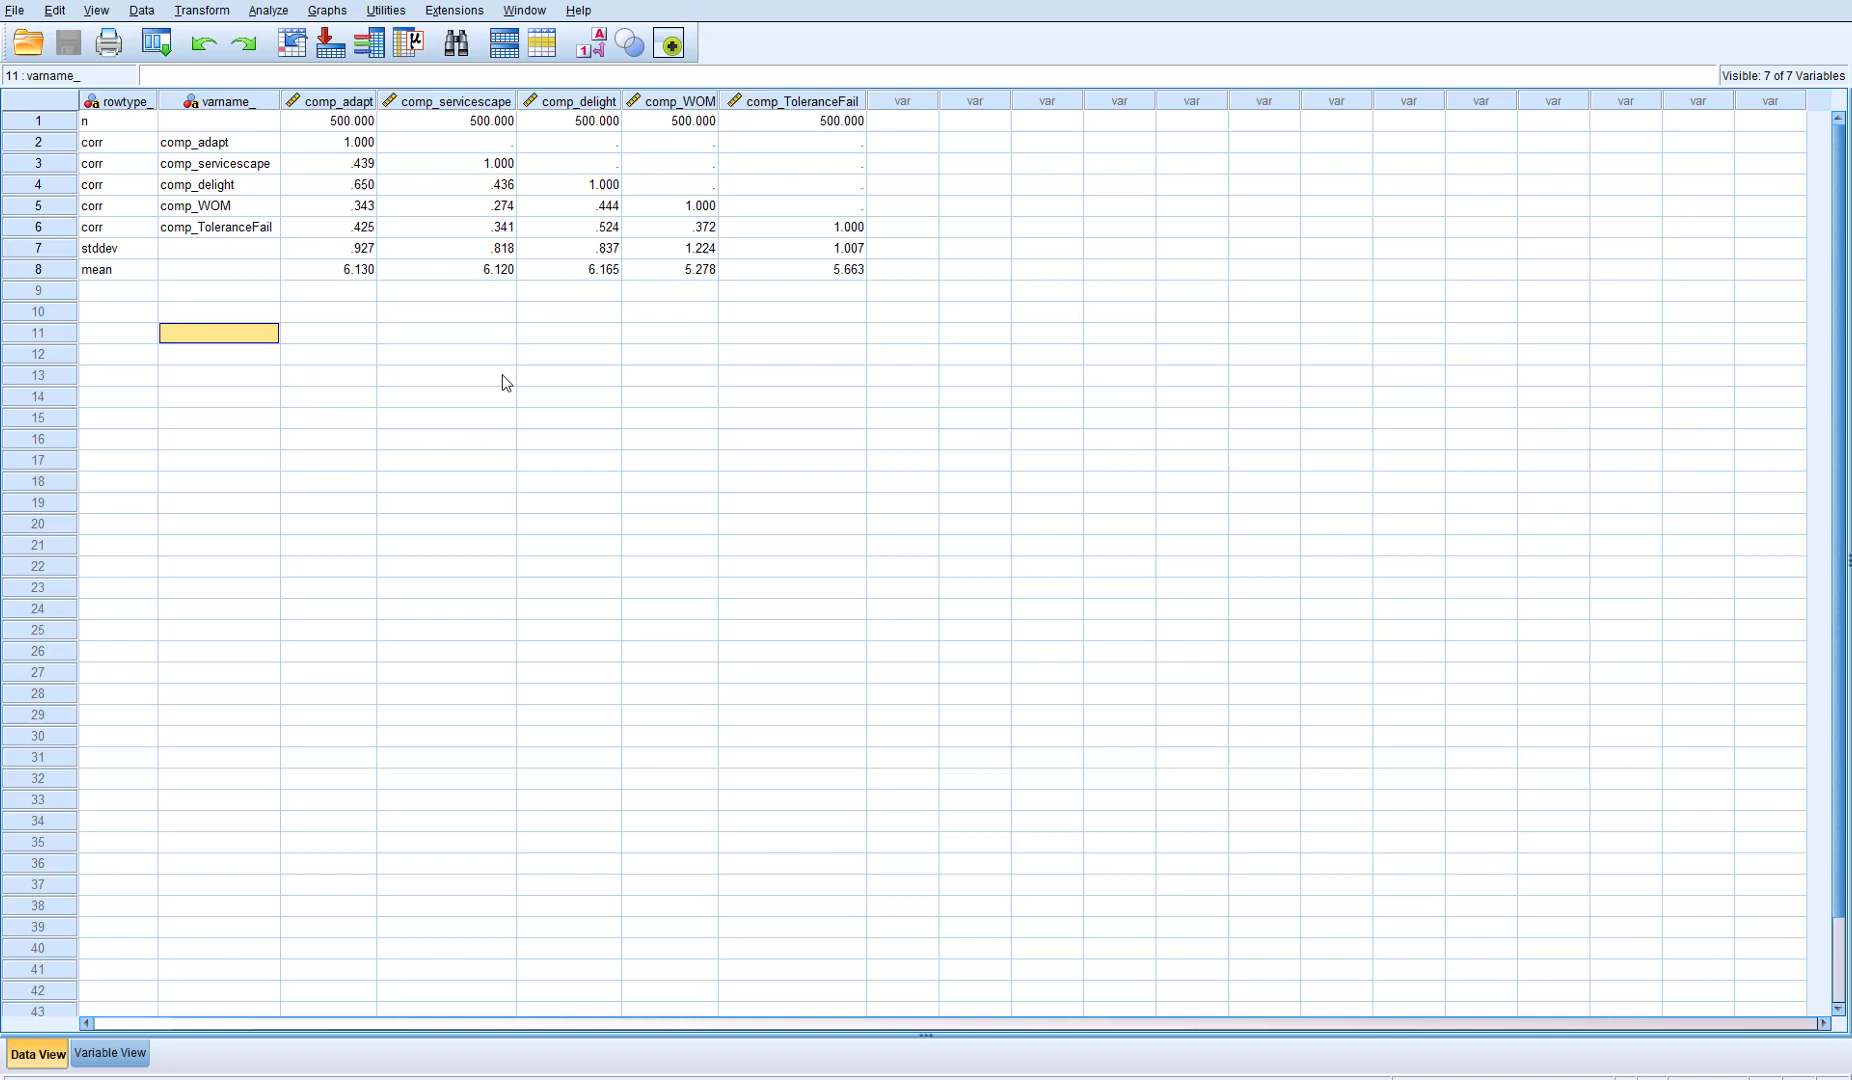 File Edit View Data Transform Analyze Graphs Utilities Extensions Window Help
11 : varname_
Visible: 7 of 7 Variables
rowtype_ varname_ comp_adapt comp_servicescape comp_delight comp_WOM comp_ToleranceFail var var var var var var var var var var var var var
1 n 500.000 500.000 500.000 500.000 500.000
2 corr comp_adapt 1.000 . . . .
3 corr comp_servicescape .439 1.000 . . .
4 corr comp_delight .650 .436 1.000 . .
5 corr comp_WOM .343 .274 .444 1.000 .
6 corr comp_ToleranceFail .425 .341 .524 .372 1.000
7 stddev .927 .818 .837 1.224 1.007
8 mean 6.130 6.120 6.165 5.278 5.663
9
10
11
12
13
14
15
16
17
18
19
20
21
22
23
24
25
26
27
28
29
30
31
32
33
34
35
36
37
38
39
40
41
42
43
Data View Variable View